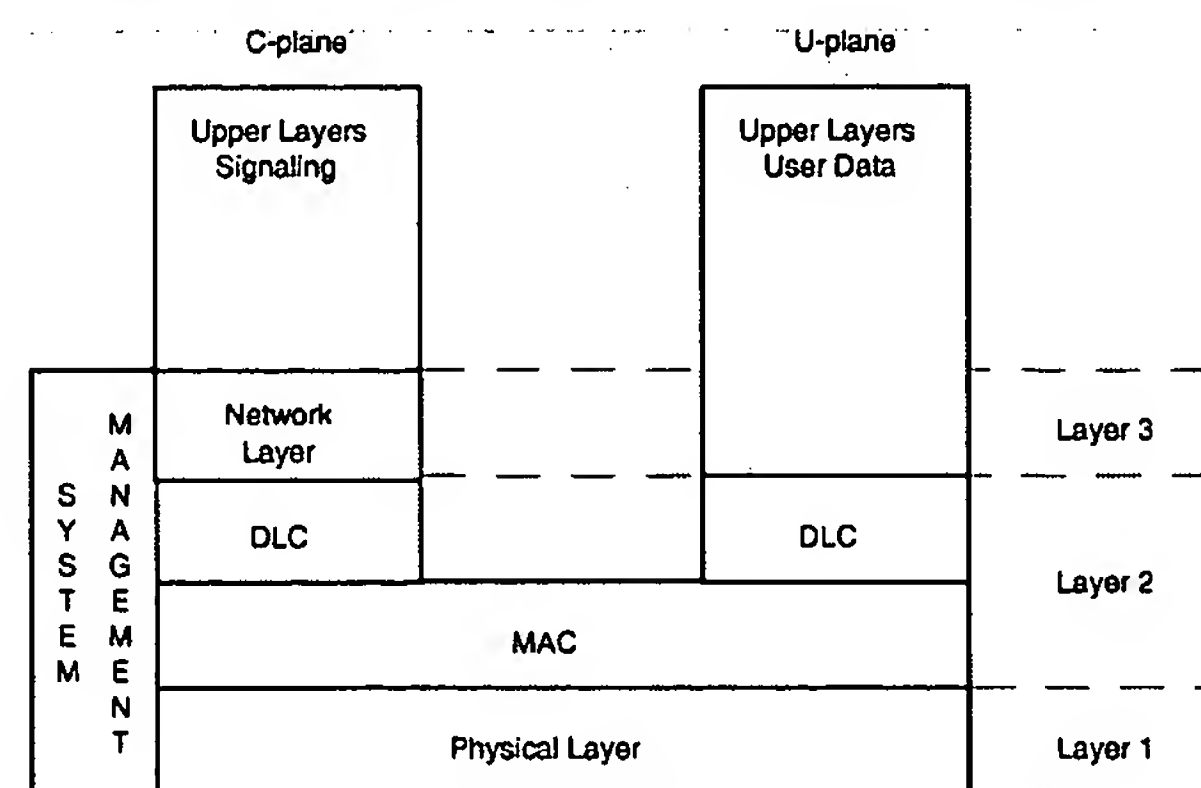 C-plane
U-plane
Upper Layers
Signaling
Upper Layers
User Data
Network
Layer
Layer 3
DLC
DLC
Layer 2
MAC
Physical Layer
Layer 1
SYSTEM
MANAGEMENT